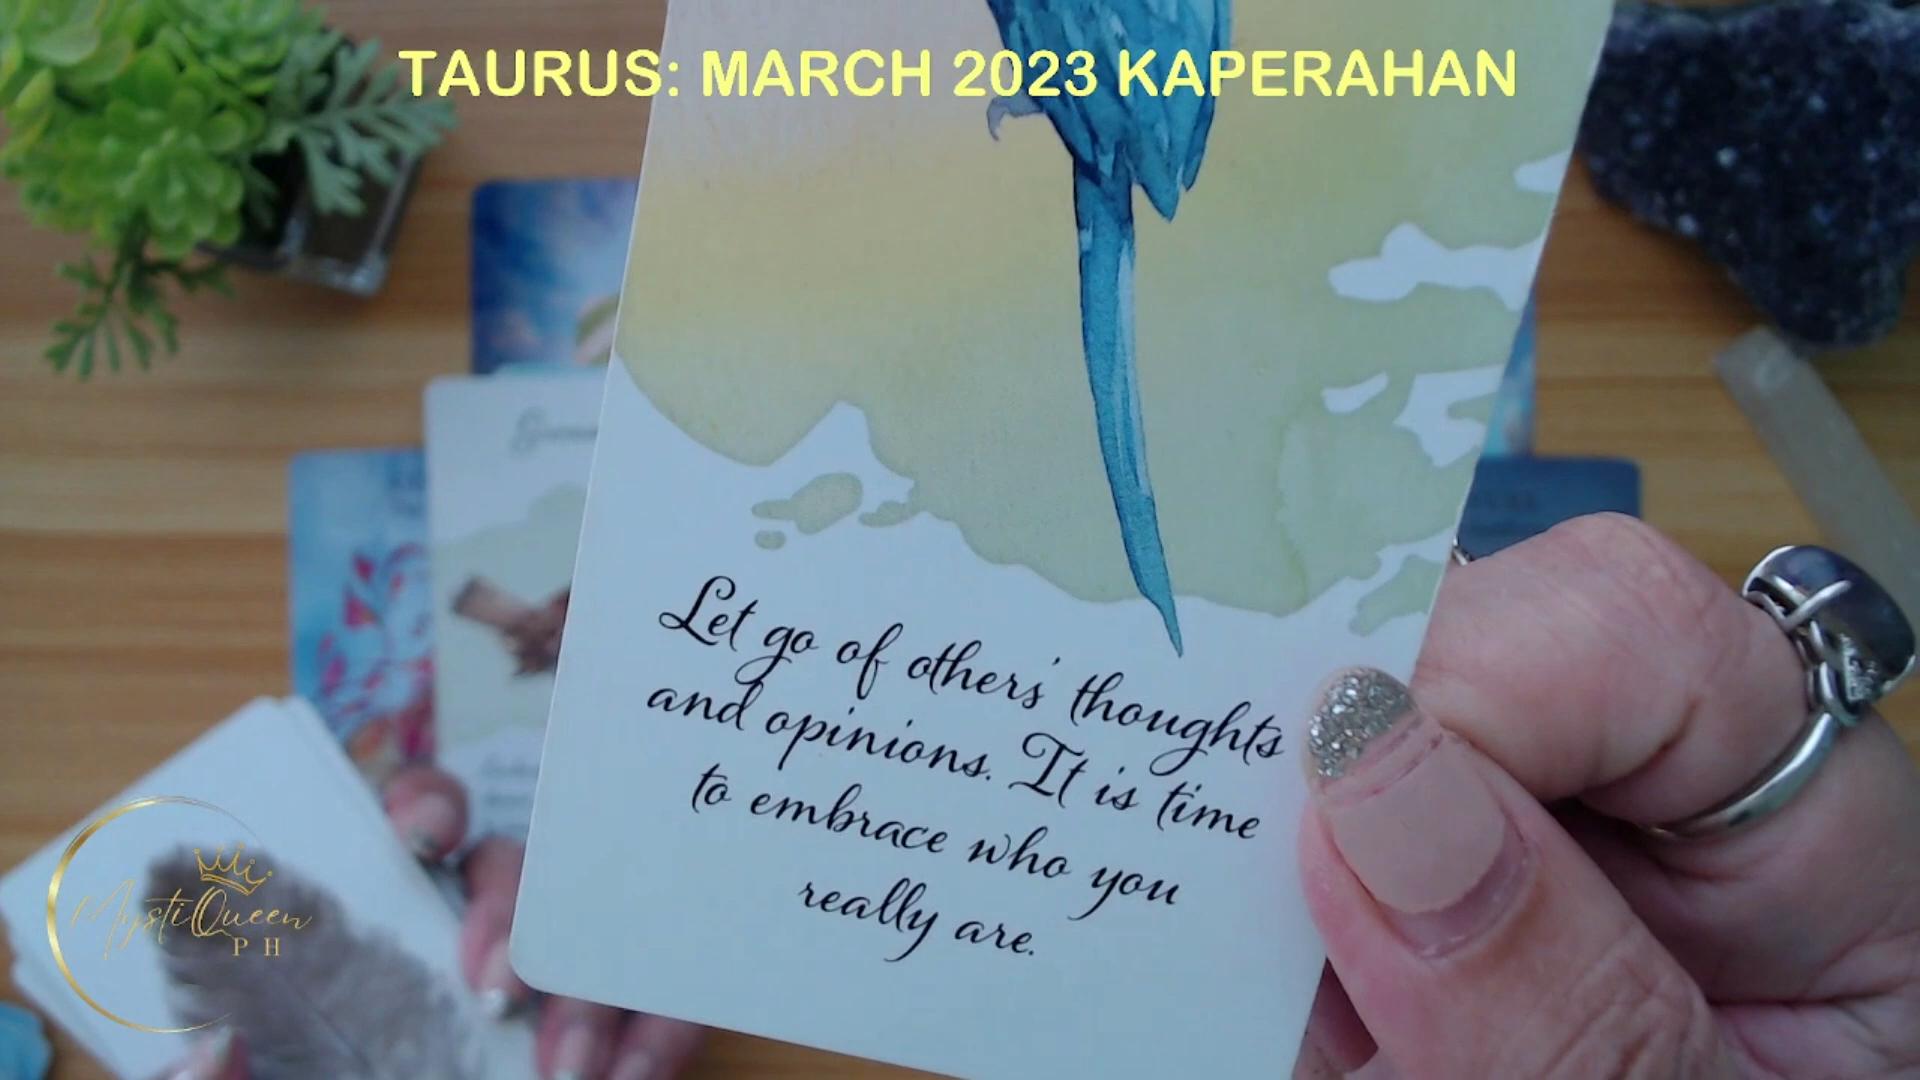 TAURUS: MARCH 2023 KAPERAHAN
Let go of others' thoughts
and opinions. It is time
to embrace who you
really are.
MystiQueen
PH